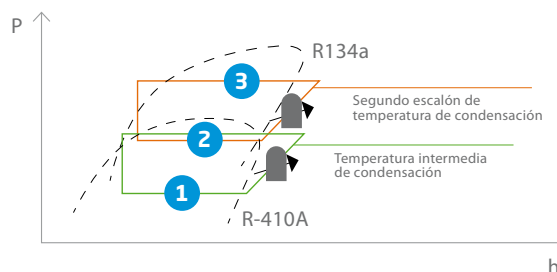 P
R134a
3
Segundo escalón de
temperatura de condensación
2
Temperatura intermedia
de condensación
1
R-410A
h